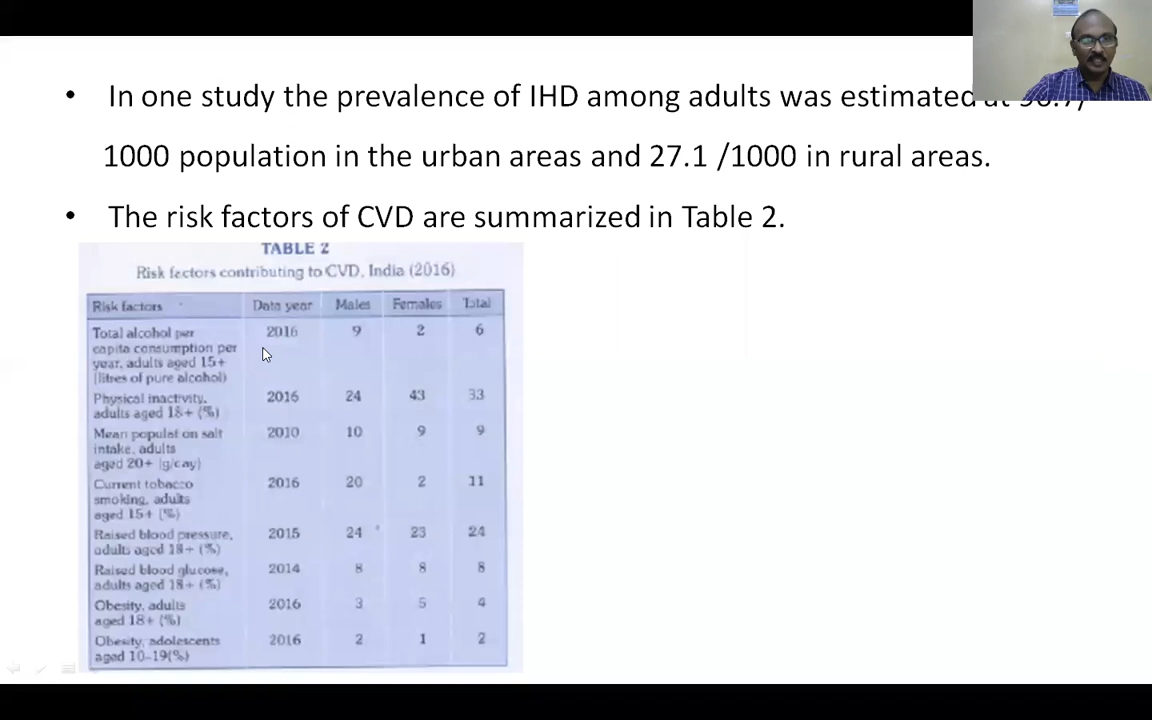 • In one study the prevalence of IHD among adults was estimated
1000 population in the urban areas and 27.1 /1000 in rural areas.
• The risk factors of CVD are summarized in Table 2.
TABLE 2
Risk factors contributing to CVD, India (2016)
Risk factors Data year Males Females Total
Total alcohol per 2016 9 2 6
capita consumption per
year, adults aged 15+
(litres of pure alcohol)
Physical inactivity, 2016 24 43 33
adults aged 18+ (%)
Mean population salt 2010 10 9 9
intake, adults
aged 20+ (g/day)
Current tobacco 2016 20 2 11
smoking, adults
aged 15+ (%)
Raised blood pressure, 2015 24 23 24
adults aged 18+ (%)
Raised blood glucose, 2014 8 8 8
adults aged 18+ (%)
Obesity, adults 2016 3 5 4
aged 18+ (%)
Obesity, adolescents 2016 2 1 2
aged 10–19(%)